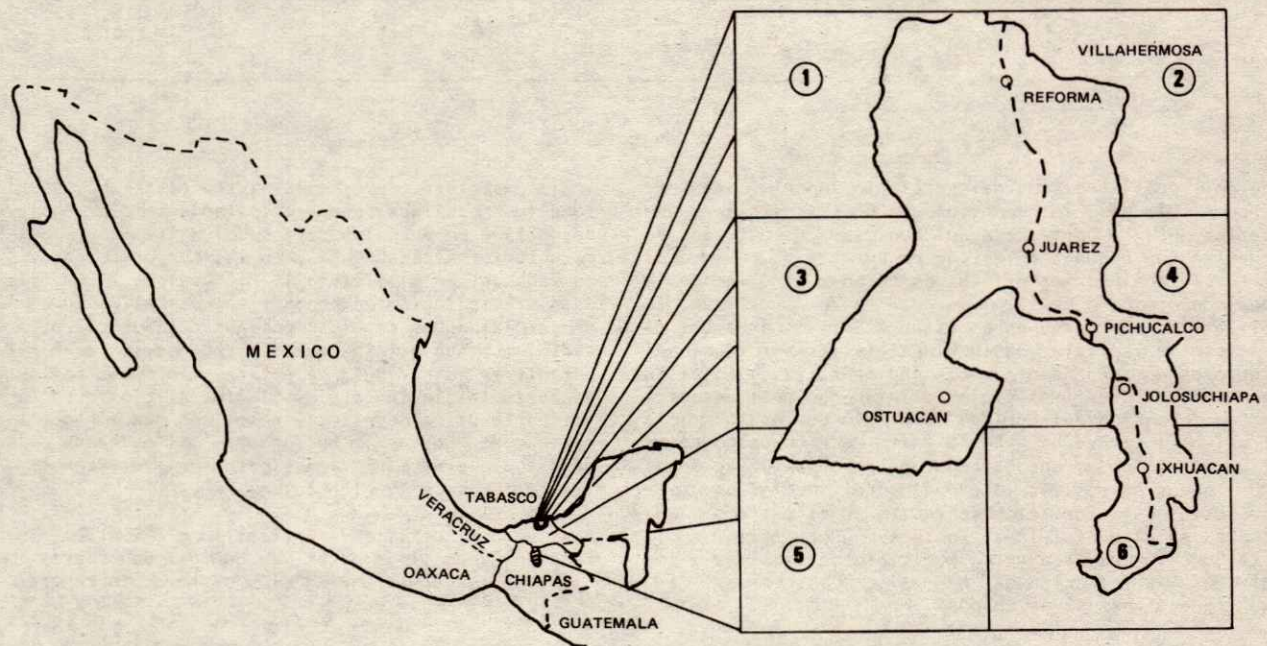 VILLAHERMOSA
1
2
REFORMA
3
JUAREZ
4
PICHUCALCO
MEXICO
JOLOSUCHIAPA
OSTUACAN
IXHUACAN
TABASCO
VERACRUZ
5
6
OAXACA
CHIAPAS
GUATEMALA